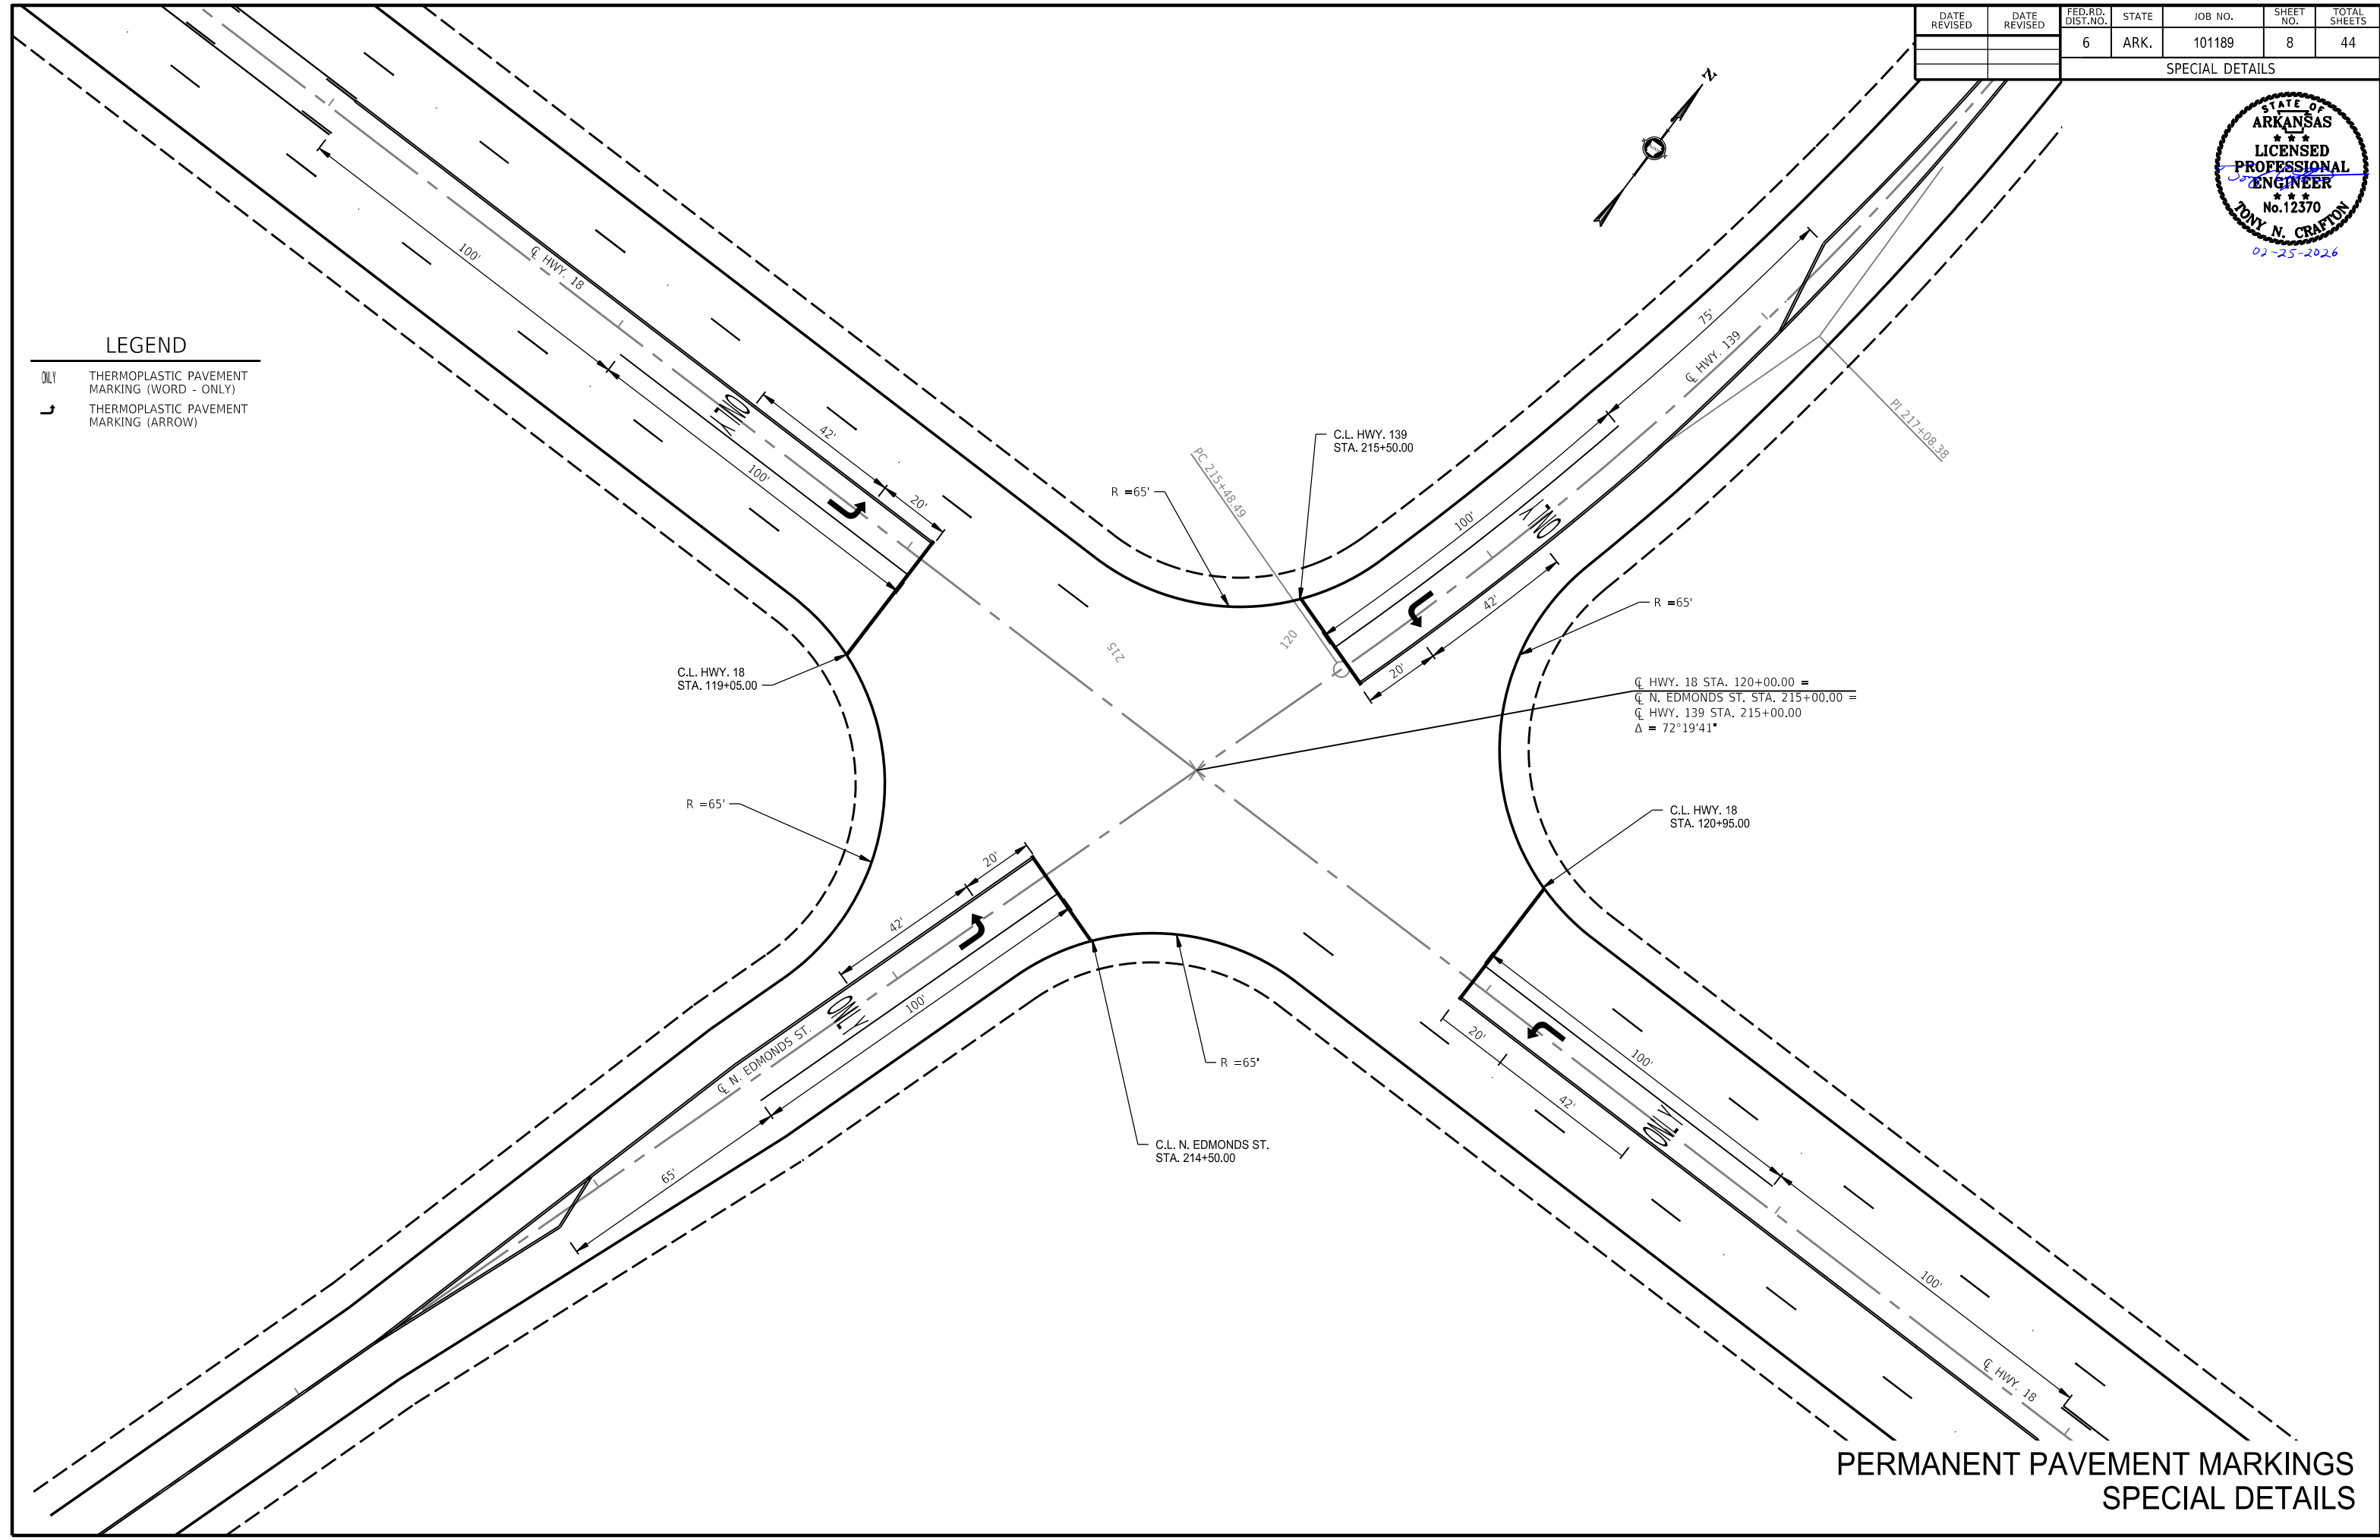 DATE REVISED
DATE REVISED
FED.RD. DIST.NO.
STATE
JOB NO.
SHEET NO.
TOTAL SHEETS
6
ARK.
101189
8
44
SPECIAL DETAILS
STATE OF
ARKANSAS
LICENSED
PROFESSIONAL
ENGINEER
No.12370
TONY N. CRAFTON
02-25-2026
N
LEGEND
ONLY
THERMOPLASTIC PAVEMENT
MARKING (WORD - ONLY)
THERMOPLASTIC PAVEMENT
MARKING (ARROW)
100'
℄ HWY. 18
ONLY
42'
100'
20'
C.L. HWY. 18
STA. 119+05.00
R =65'
PC 215+48.49
C.L. HWY. 139
STA. 215+50.00
75'
℄ HWY. 139
PI 217+08.38
100'
ONLY
42'
20'
R =65'
215
120
℄ HWY. 18 STA. 120+00.00 =
℄ N. EDMONDS ST. STA. 215+00.00 =
℄ HWY. 139 STA. 215+00.00
Δ = 72°19'41"
R =65'
C.L. HWY. 18
STA. 120+95.00
20'
42'
100'
ONLY
℄ N. EDMONDS ST.
65'
R =65'
C.L. N. EDMONDS ST.
STA. 214+50.00
20'
42'
100'
ONLY
100'
℄ HWY. 18
PERMANENT PAVEMENT MARKINGS
SPECIAL DETAILS